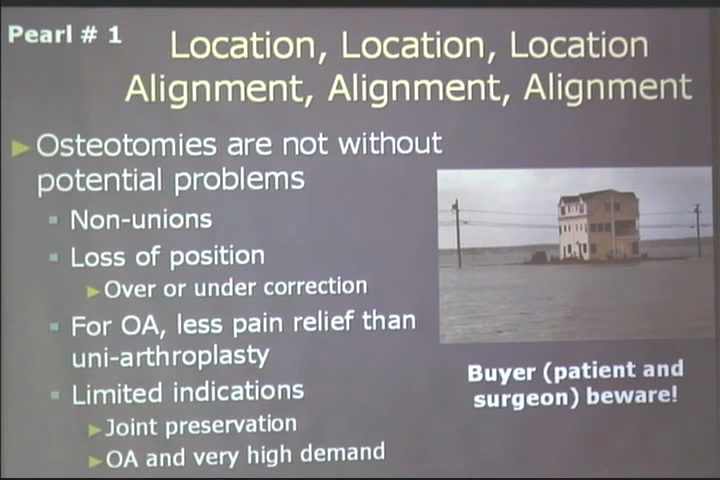 Pearl # 1
Location, Location, Location
Alignment, Alignment, Alignment
Osteotomies are not without
potential problems
Non-unions
Loss of position
Over or under correction
For OA, less pain relief than
uni-arthroplasty
Limited indications
Joint preservation
OA and very high demand
Buyer (patient and
surgeon) beware!